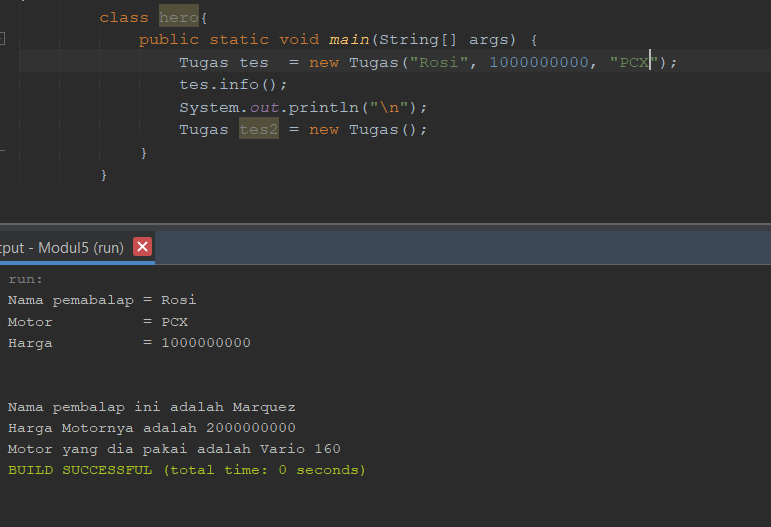 class hero{
public static void main(String[] args) {
Tugas tes  = new Tugas("Rosi", 1000000000, "PCX");
tes.info();
System.out.println("\n");
Tugas tes2 = new Tugas();
}
}
tput - Modul5 (run)
run:
Nama pemabalap = Rosi
Motor          = PCX
Harga          = 1000000000
Nama pembalap ini adalah Marquez
Harga Motornya adalah 2000000000
Motor yang dia pakai adalah Vario 160
BUILD SUCCESSFUL (total time: 0 seconds)